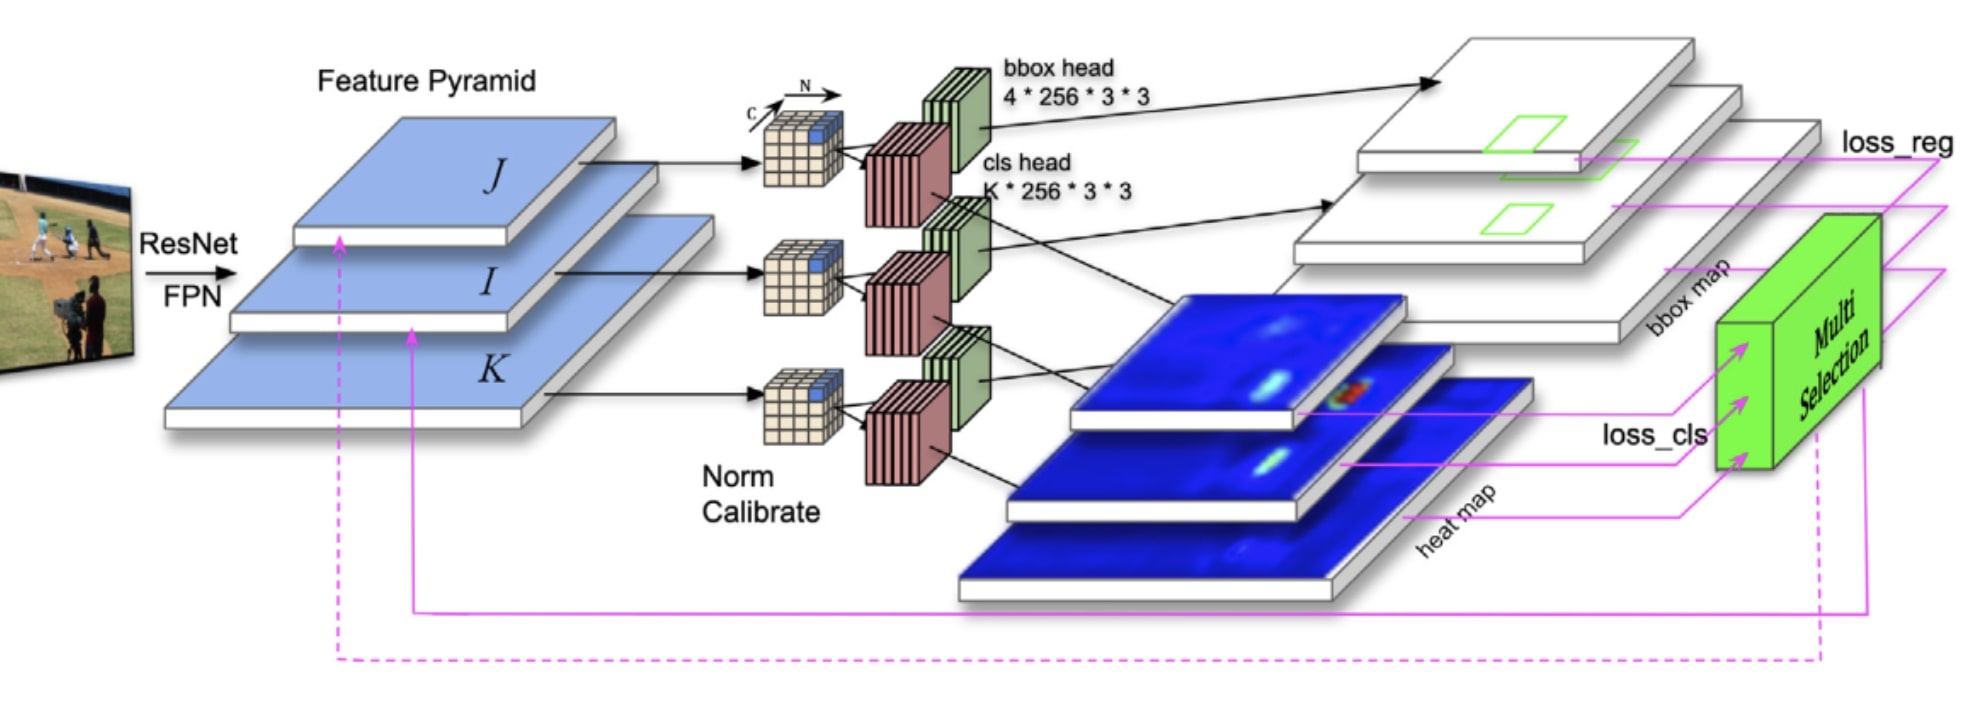 Feature Pyramid
ResNet
FPN
J
I
K
N
C
Norm
Calibrate
bbox head
4 * 256 * 3 * 3
cls head
K * 256 * 3 * 3
bbox map
heat map
loss_reg
loss_cls
Multi
Selection